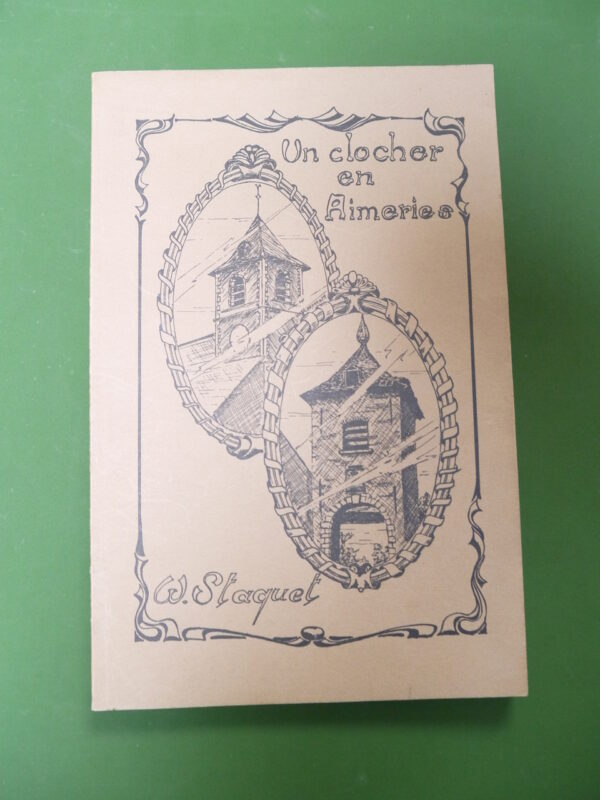 Un clocher
en
Aimeries
W. Staquet